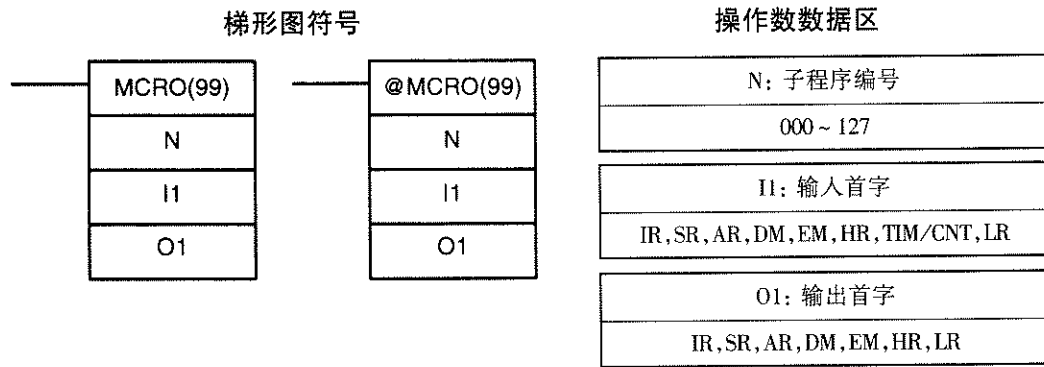 梯形图符号
MCRO(99)
N
I1
O1
@MCRO(99)
N
I1
O1
操作数数据区
N: 子程序编号
000 ~ 127
I1: 输人首字
IR,SR,AR,DM,EM,HR,TIM/CNT,LR
O1: 输出首字
IR,SR,AR,DM,EM,HR,LR